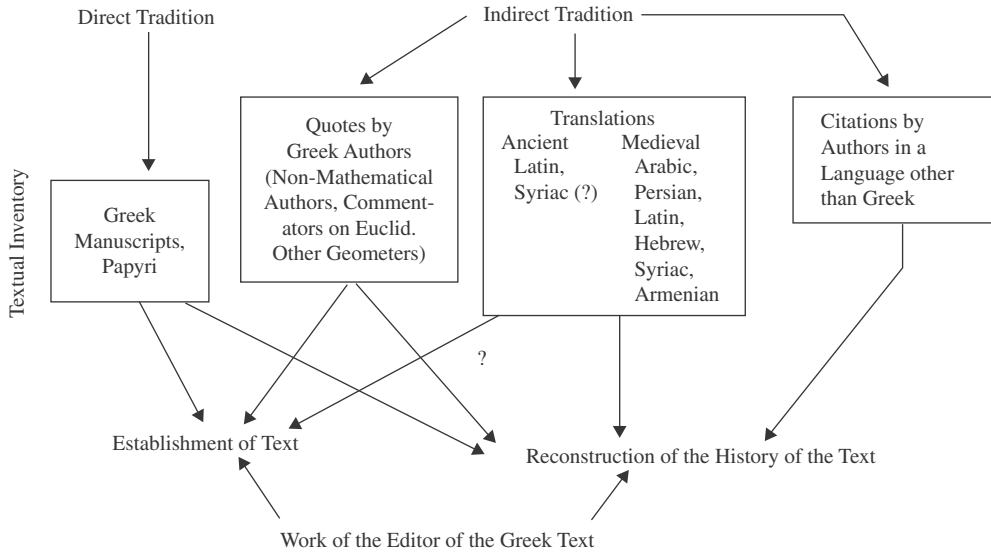 Direct Tradition
Indirect Tradition
Textual Inventory
Greek
Manuscripts,
Papyri
Quotes by
Greek Authors
(Non-Mathematical
Authors, Comment-
ators on Euclid.
Other Geometers)
Translations
Ancient
Latin,
Syriac (?)
Medieval
Arabic,
Persian,
Latin,
Hebrew,
Syriac,
Armenian
Citations by
Authors in a
Language other
than Greek
?
Establishment of Text
Reconstruction of the History of the Text
Work of the Editor of the Greek Text